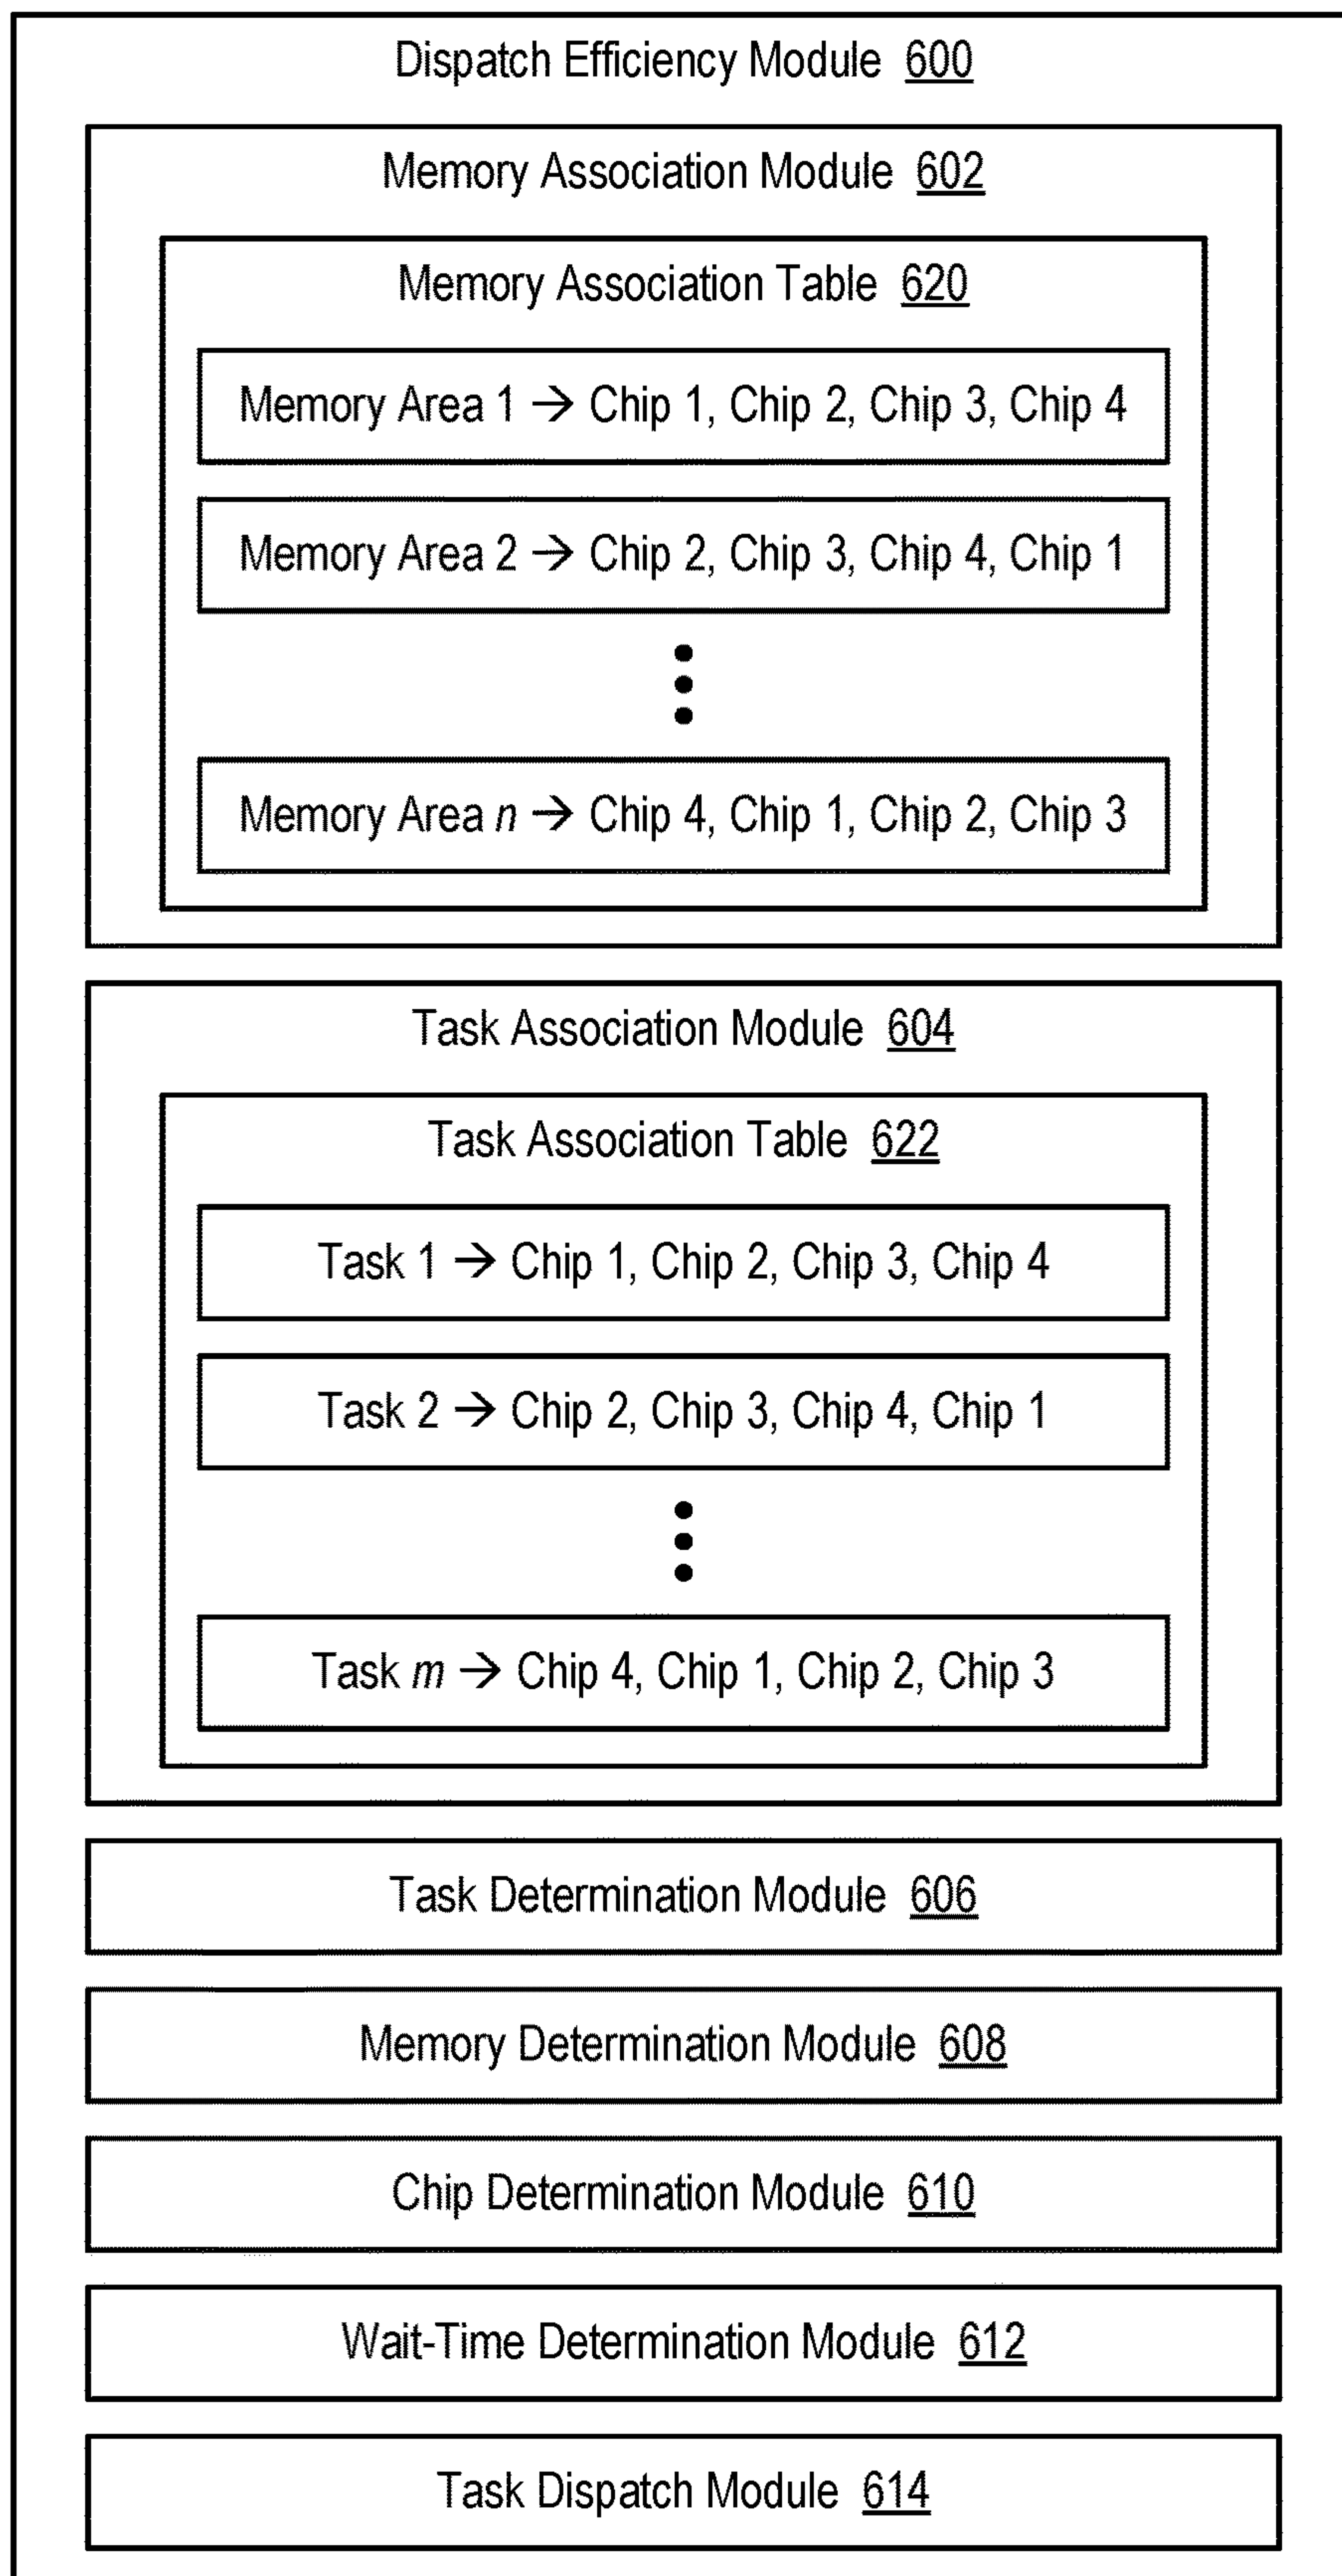 Dispatch Efficiency Module 600
Memory Association Module 602
Memory Association Table 620
Memory Area 1 → Chip 1, Chip 2, Chip 3, Chip 4
Memory Area 2 → Chip 2, Chip 3, Chip 4, Chip 1
Memory Area n → Chip 4, Chip 1, Chip 2, Chip 3
Task Association Module 604
Task Association Table 622
Task 1 → Chip 1, Chip 2, Chip 3, Chip 4
Task 2 → Chip 2, Chip 3, Chip 4, Chip 1
Task m → Chip 4, Chip 1, Chip 2, Chip 3
Task Determination Module 606
Memory Determination Module 608
Chip Determination Module 610
Wait-Time Determination Module 612
Task Dispatch Module 614